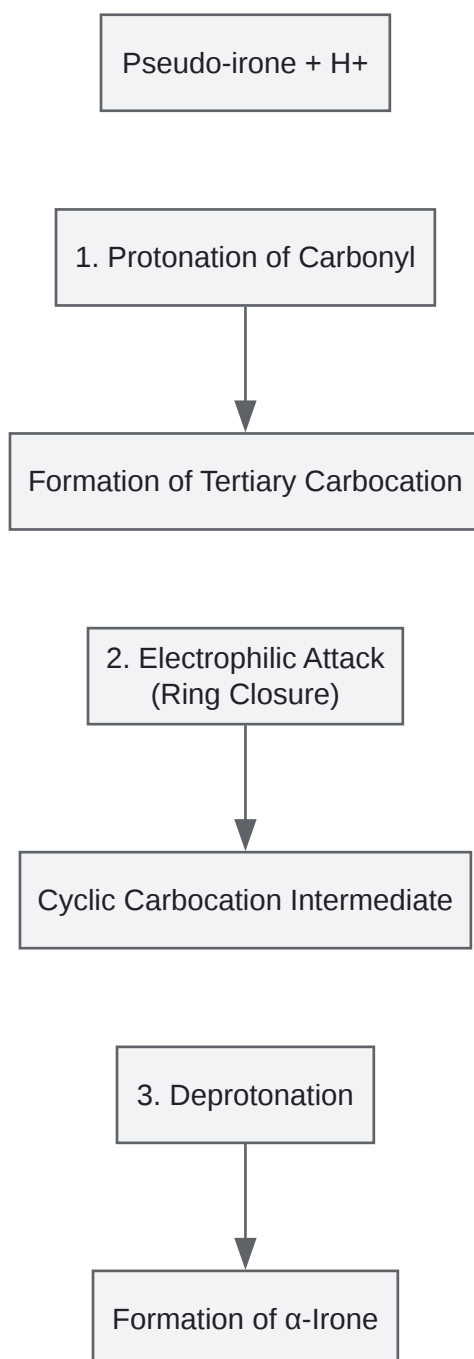 Pseudo-irone + H+
1. Protonation of Carbonyl
Formation of Tertiary Carbocation
2. Electrophilic Attack
(Ring Closure)
Cyclic Carbocation Intermediate
3. Deprotonation
Formation of α-Irone